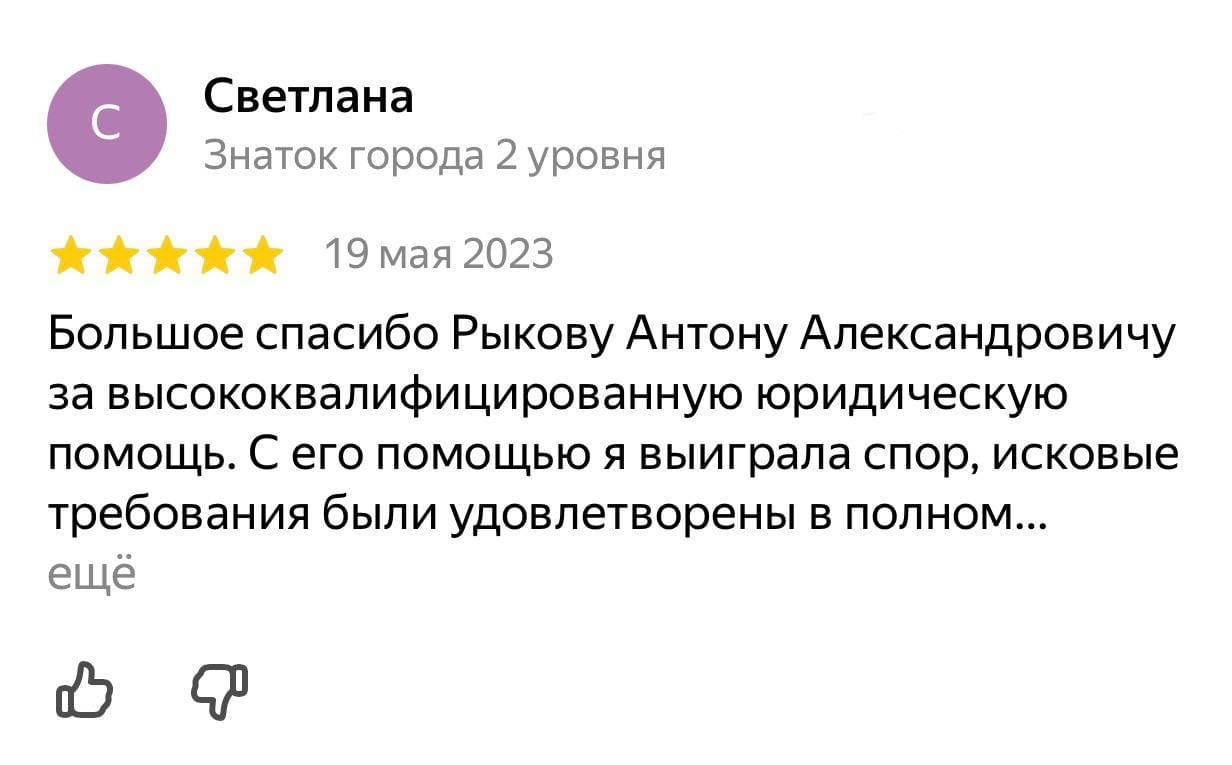 С
Светлана
Знаток города 2 уровня
19 мая 2023
Большое спасибо Рыкову Антону Александровичу
за высококвалифицированную юридическую
помощь. С его помощью я выиграла спор, исковые
требования были удовлетворены в полном...
ещё